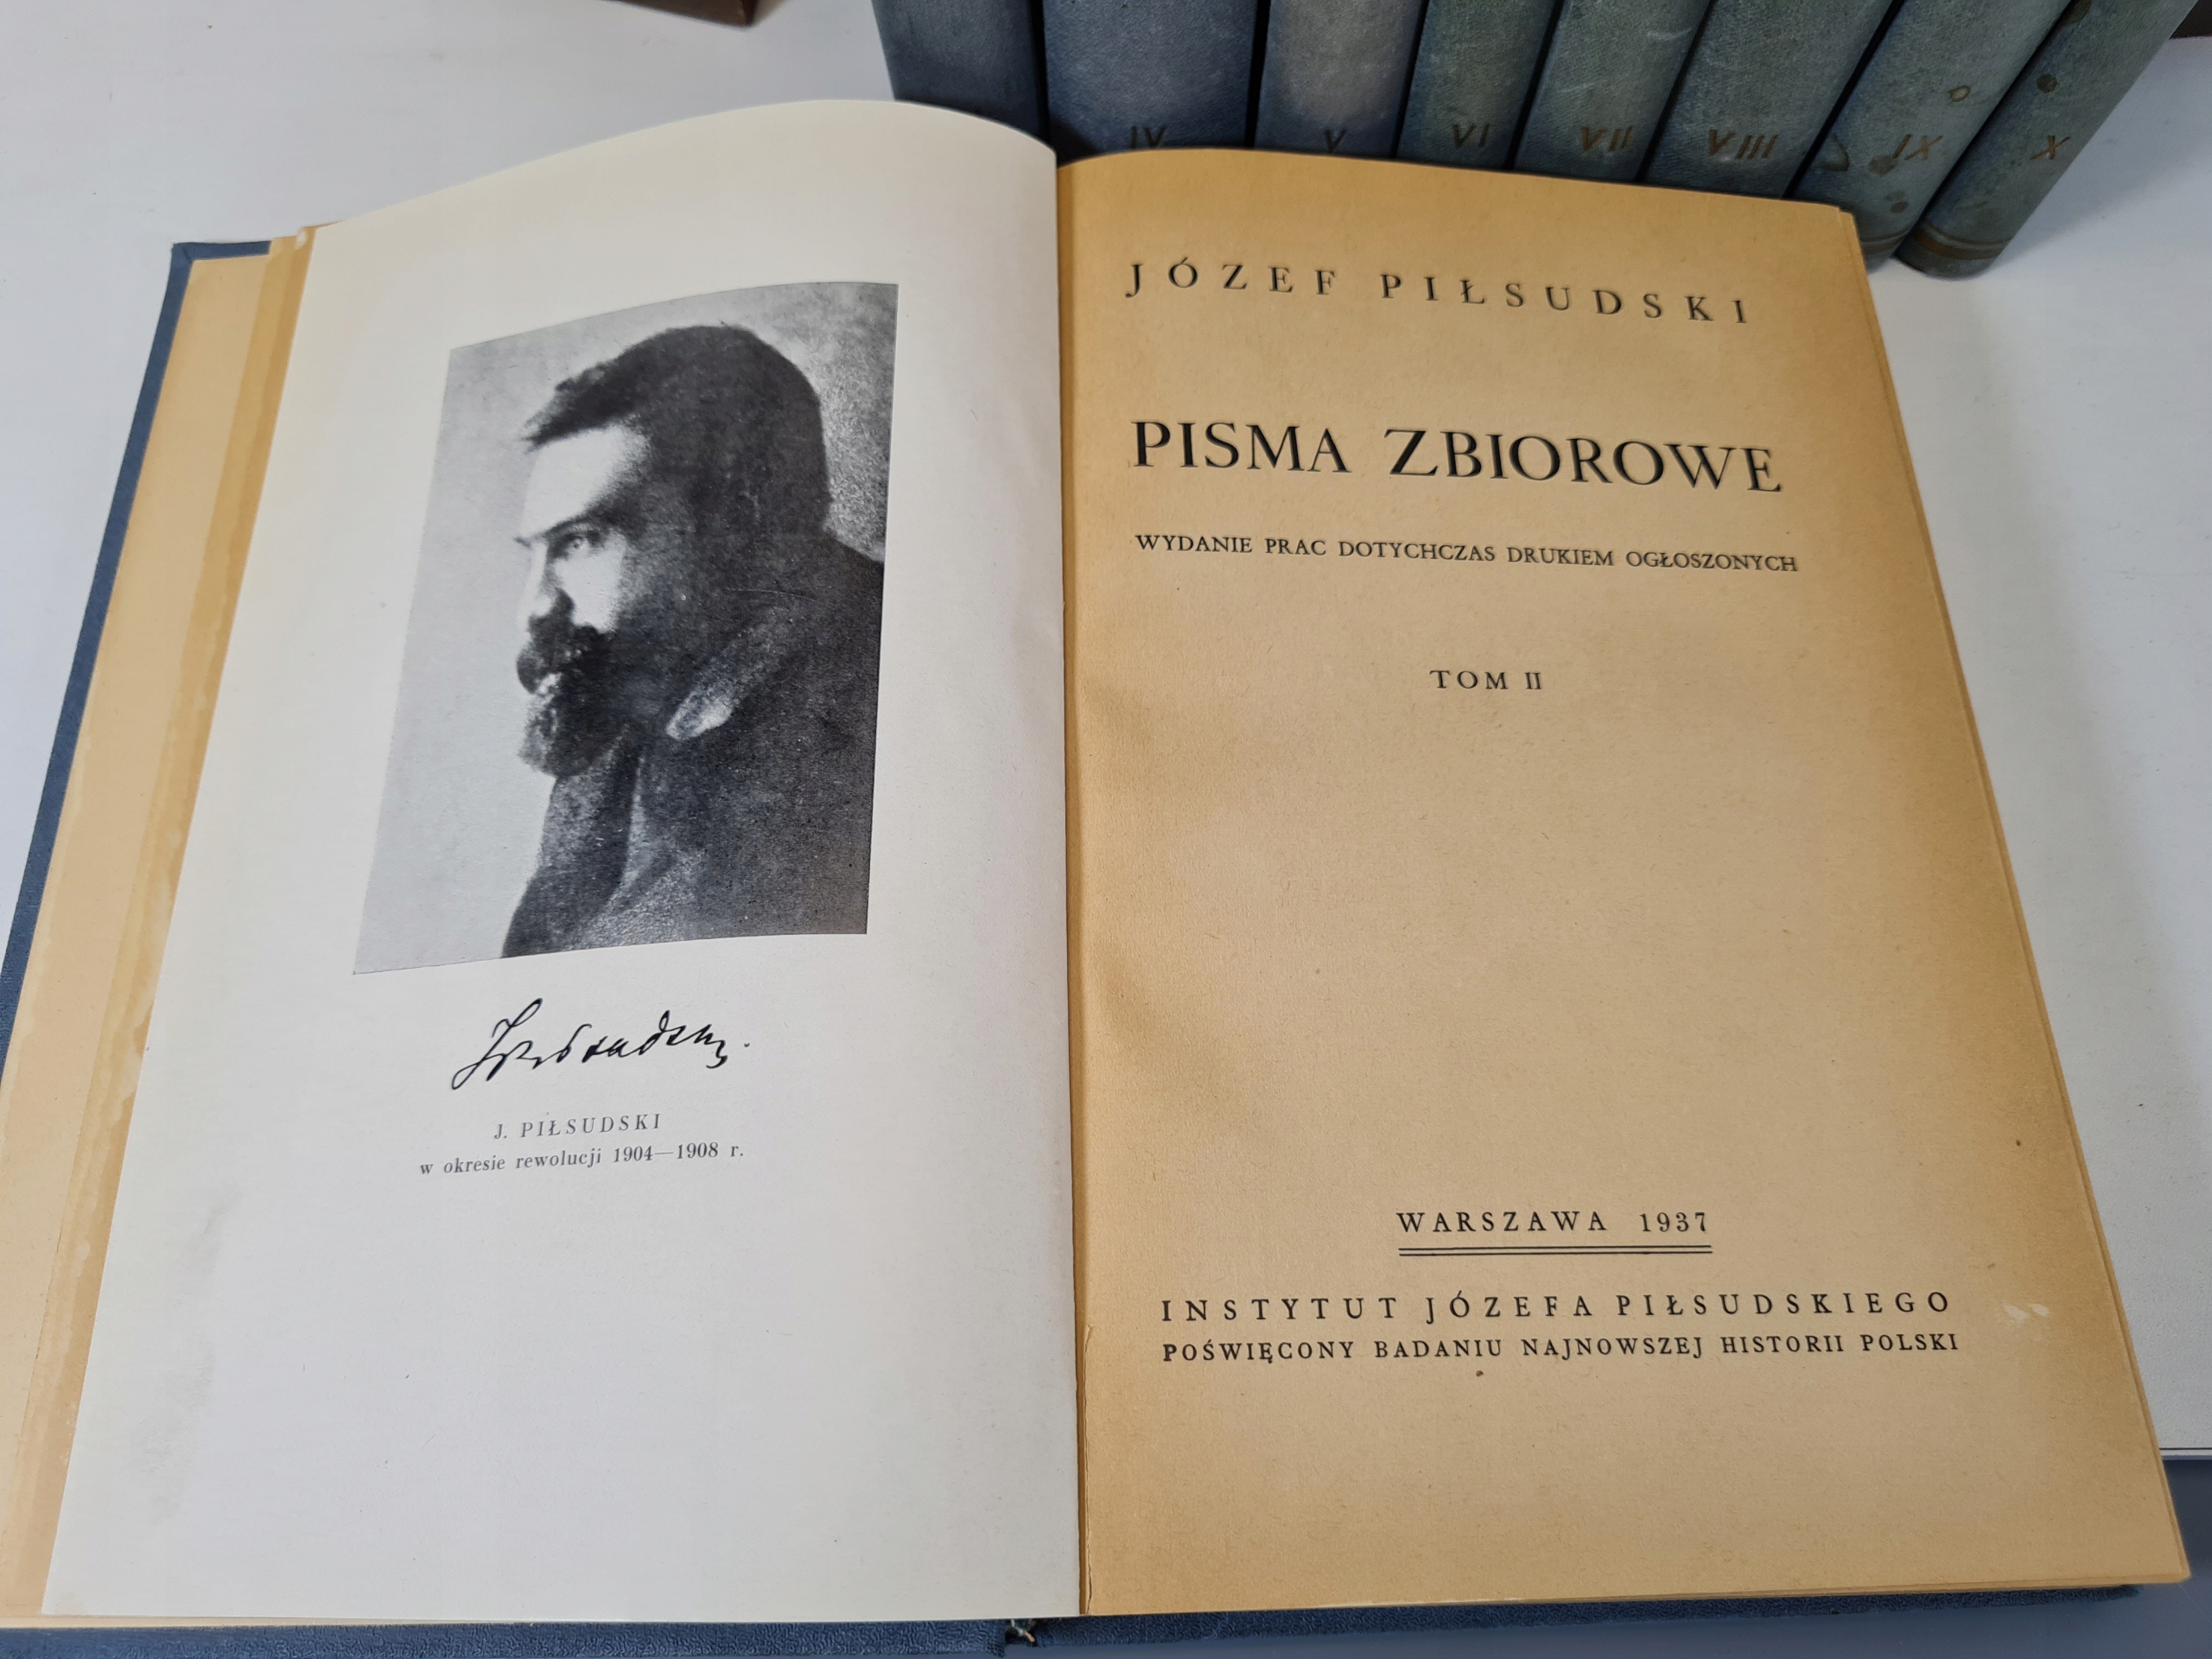 IV V VI VII VIII IX X
J. PIŁSUDSKI
w okresie rewolucji 1904—1908 r.
JÓZEF PIŁSUDSKI
PISMA ZBIOROWE
WYDANIE PRAC DOTYCHCZAS DRUKIEM OGŁOSZONYCH
TOM II
WARSZAWA 1937
INSTYTUT JÓZEFA PIŁSUDSKIEGO
POŚWIĘCONY BADANIU NAJNOWSZEJ HISTORII POLSKI